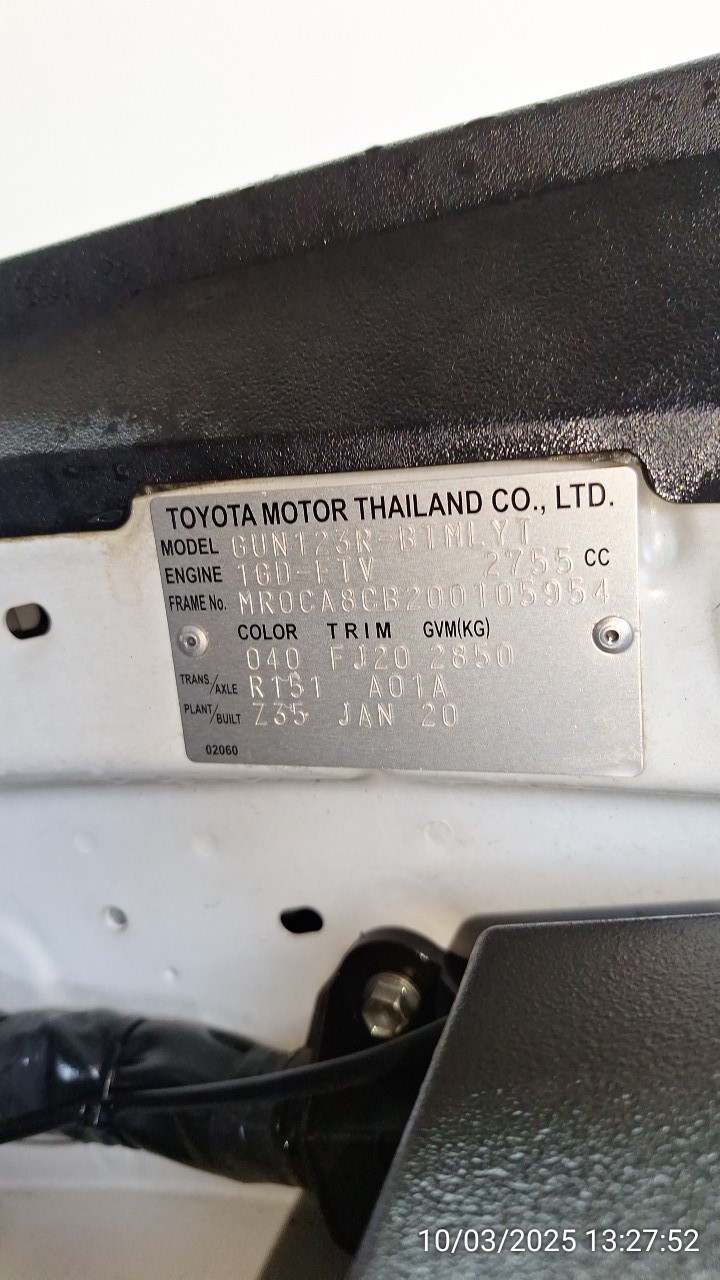 TOYOTA MOTOR THAILAND CO., LTD.
MODEL GUN123R-BTMLYT
ENGINE 1GD-FTV 2755 CC
FRAME No. MR0CA8CB200105954
COLOR TRIM GVM(KG)
040 FJ20 2850
TRANS/AXLE R151 A01A
PLANT/BUILT Z35 JAN 20
02060
10/03/2025 13:27:52